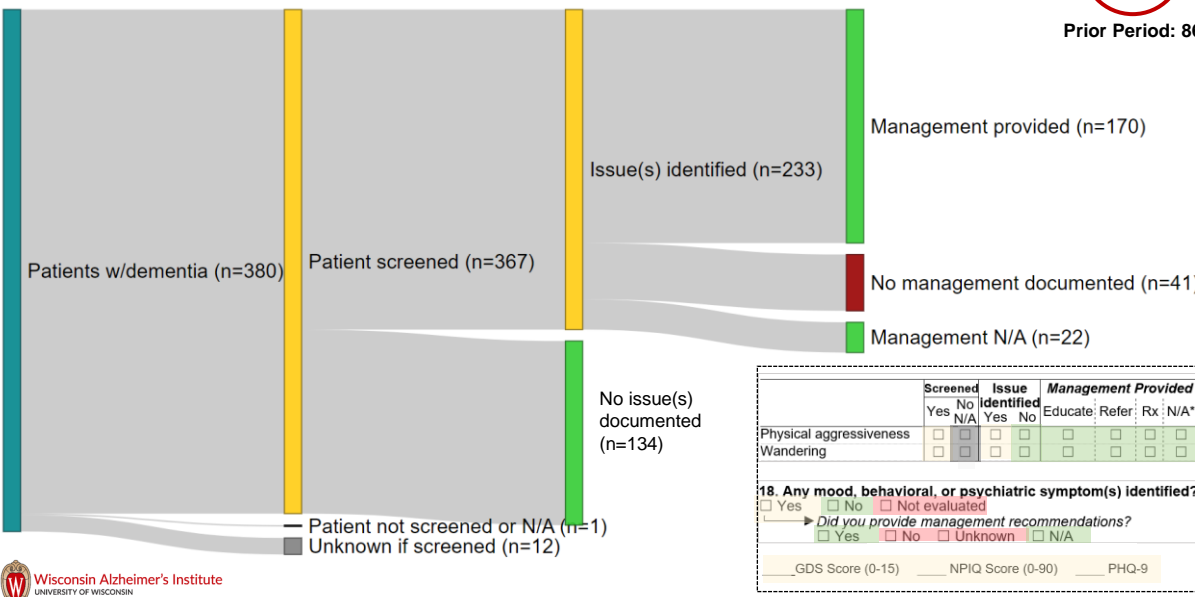 Prior Period: 86
Management provided (n=170)
Issue(s) identified (n=233)
Patients w/dementia (n=380)
Patient screened (n=367)
No management documented (n=41)
Management N/A (n=22)
No issue(s)
documented
(n=134)
Patient not screened or N/A (n=1)
Unknown if screened (n=12)
Screened Issue identified Management Provided
Yes No N/A Yes No Educate Refer Rx N/A*
Physical aggressiveness ☐ ☐ ☐ ☐ ☐ ☐ ☐ ☐
Wandering ☐ ☐ ☐ ☐ ☐ ☐ ☐ ☐
18. Any mood, behavioral, or psychiatric symptom(s) identified?
☐ Yes ☐ No ☐ Not evaluated
Did you provide management recommendations?
☐ Yes ☐ No ☐ Unknown ☐ N/A
____GDS Score (0-15) ____ NPIQ Score (0-90) ____ PHQ-9
W
Wisconsin Alzheimer's Institute
UNIVERSITY OF WISCONSIN